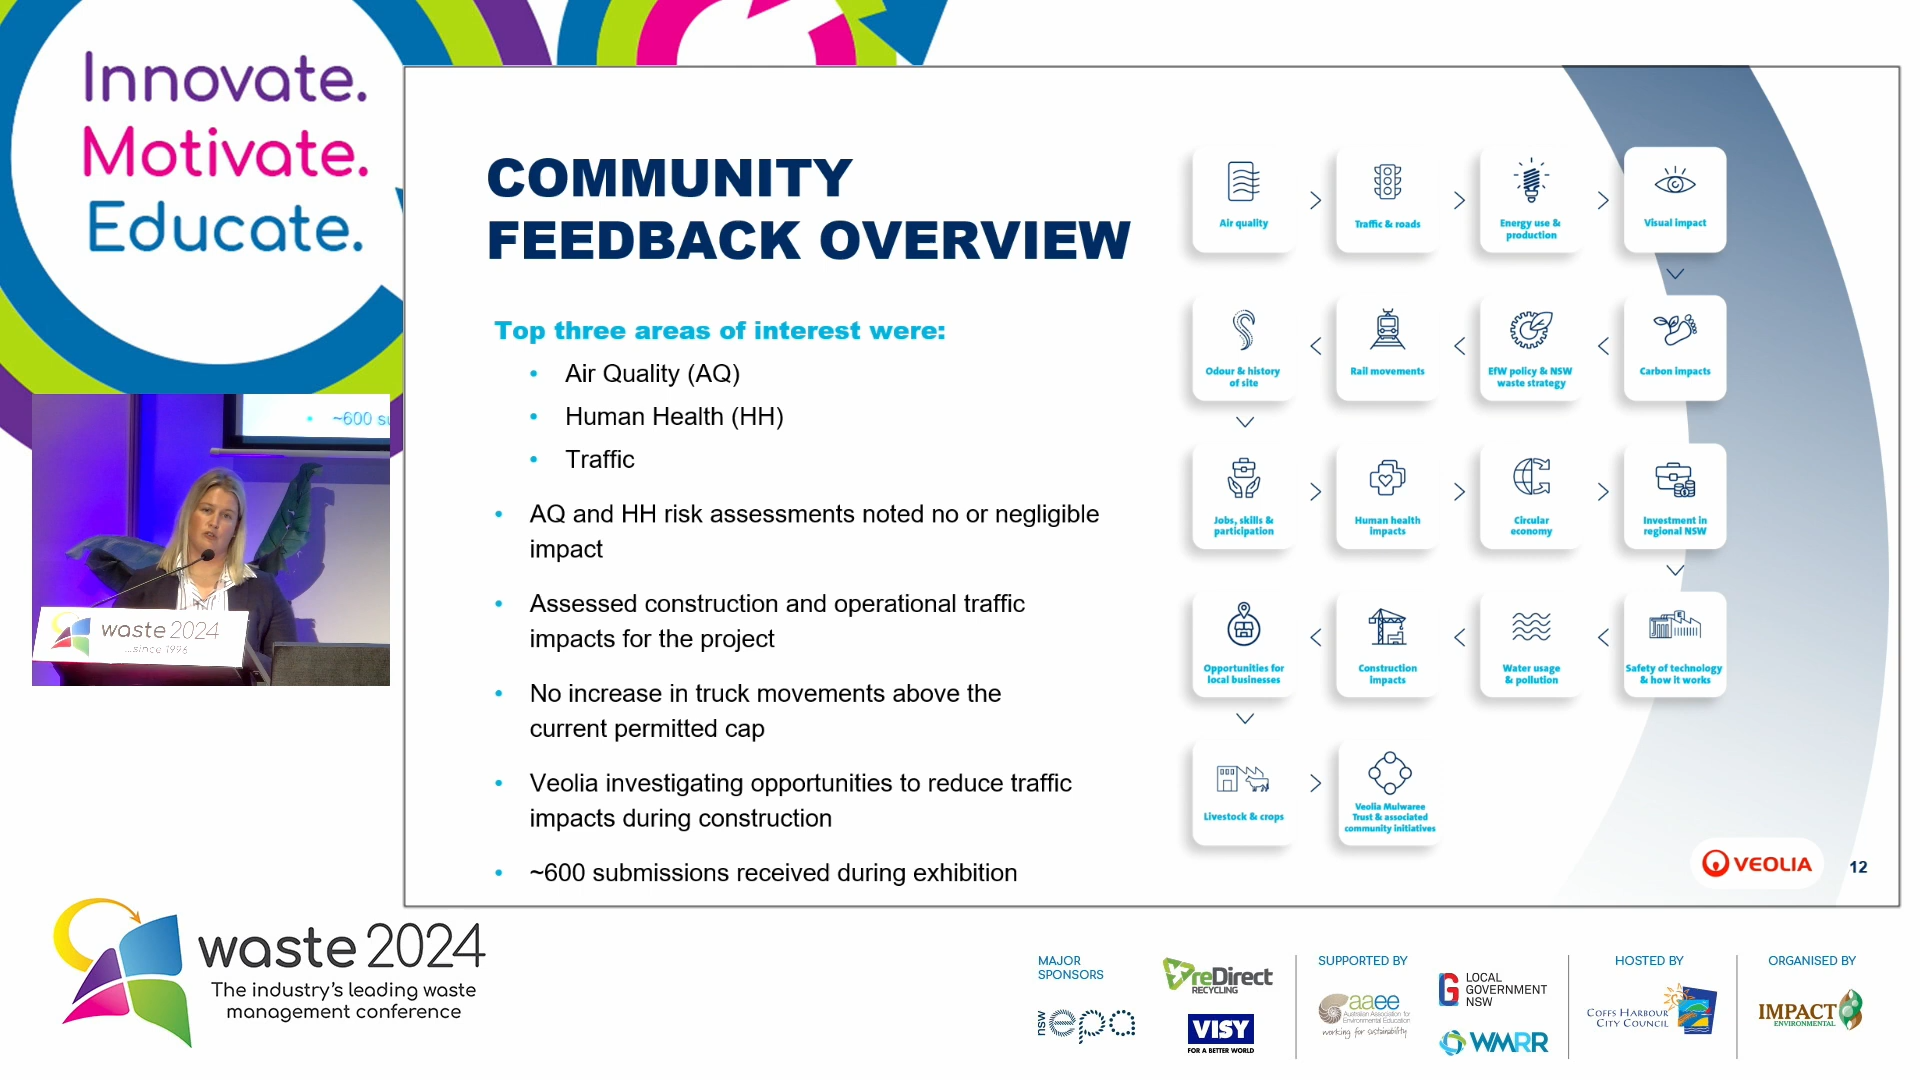 Innovate.
Motivate.
Educate.
~600 su
waste 2024
...since 1996
COMMUNITY
FEEDBACK OVERVIEW
Top three areas of interest were:
• Air Quality (AQ)
• Human Health (HH)
• Traffic
• AQ and HH risk assessments noted no or negligible
impact
• Assessed construction and operational traffic
impacts for the project
• No increase in truck movements above the
current permitted cap
• Veolia investigating opportunities to reduce traffic
impacts during construction
• ~600 submissions received during exhibition
Air quality
Traffic & roads
Energy use &
production
Visual impact
Odour & history
of site
Rail movements
EfW policy & NSW
waste strategy
Carbon impacts
Jobs, skills &
participation
Human health
impacts
Circular
economy
Investment in
regional NSW
Opportunities for
local businesses
Construction
impacts
Water usage
& pollution
Safety of technology
& how it works
Livestock & crops
Veolia Mulwaree
Trust & associated
community initiatives
VEOLIA
12
waste 2024
The industry's leading waste
management conference
MAJOR
SPONSORS
nsw epa
reDirect
RECYCLING
VISY
FOR A BETTER WORLD
SUPPORTED BY
aaee
Australian Association for
Environmental Education
working for sustainability
LG
LOCAL
GOVERNMENT
NSW
WMRR
HOSTED BY
COFFS HARBOUR
CITY COUNCIL
ORGANISED BY
IMPACT
ENVIRONMENTAL